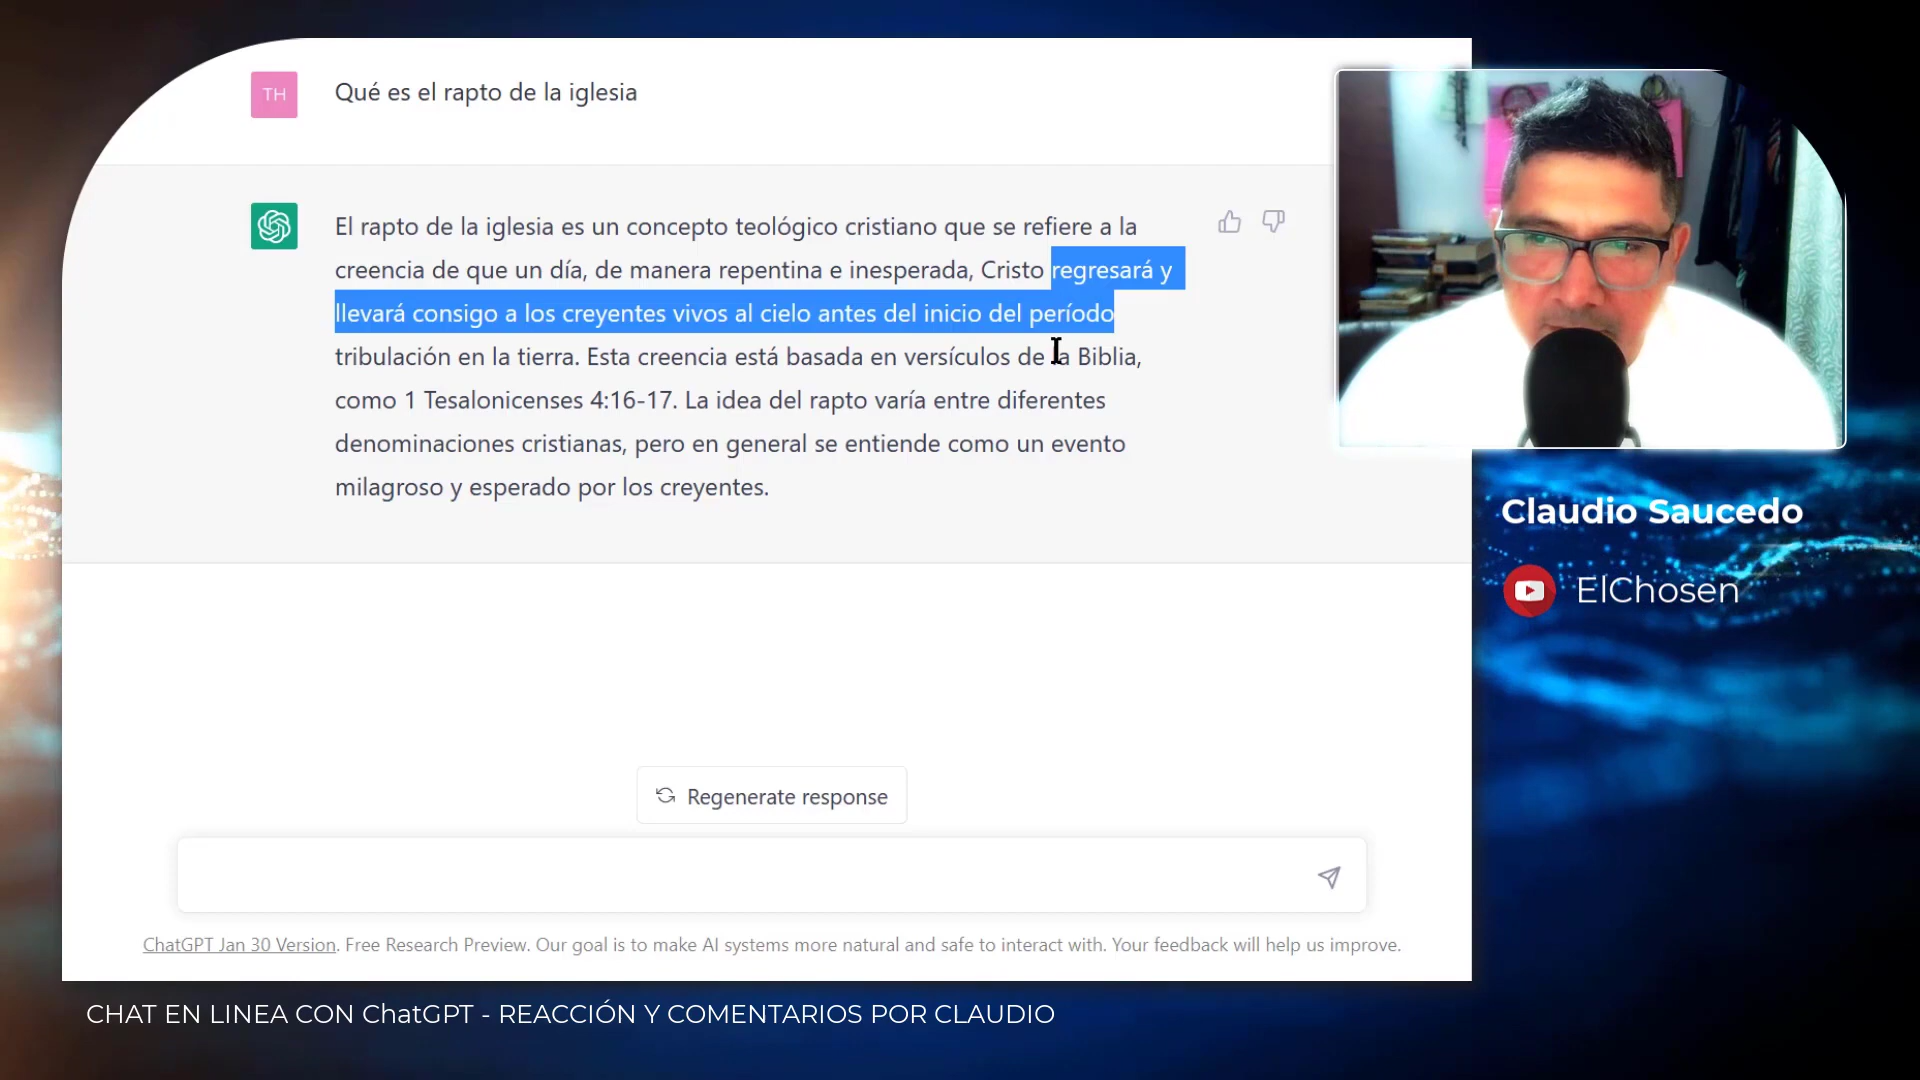 TH
Qué es el rapto de la iglesia
El rapto de la iglesia es un concepto teológico cristiano que se refiere a la
creencia de que un día, de manera repentina e inesperada, Cristo regresará y
llevará consigo a los creyentes vivos al cielo antes del inicio del período
tribulación en la tierra. Esta creencia está basada en versículos de la Biblia,
como 1 Tesalonicenses 4:16-17. La idea del rapto varía entre diferentes
denominaciones cristianas, pero en general se entiende como un evento
milagroso y esperado por los creyentes.
Claudio Saucedo
ElChosen
Regenerate response
ChatGPT Jan 30 Version. Free Research Preview. Our goal is to make AI systems more natural and safe to interact with. Your feedback will help us improve.
CHAT EN LINEA CON ChatGPT - REACCIÓN Y COMENTARIOS POR CLAUDIO